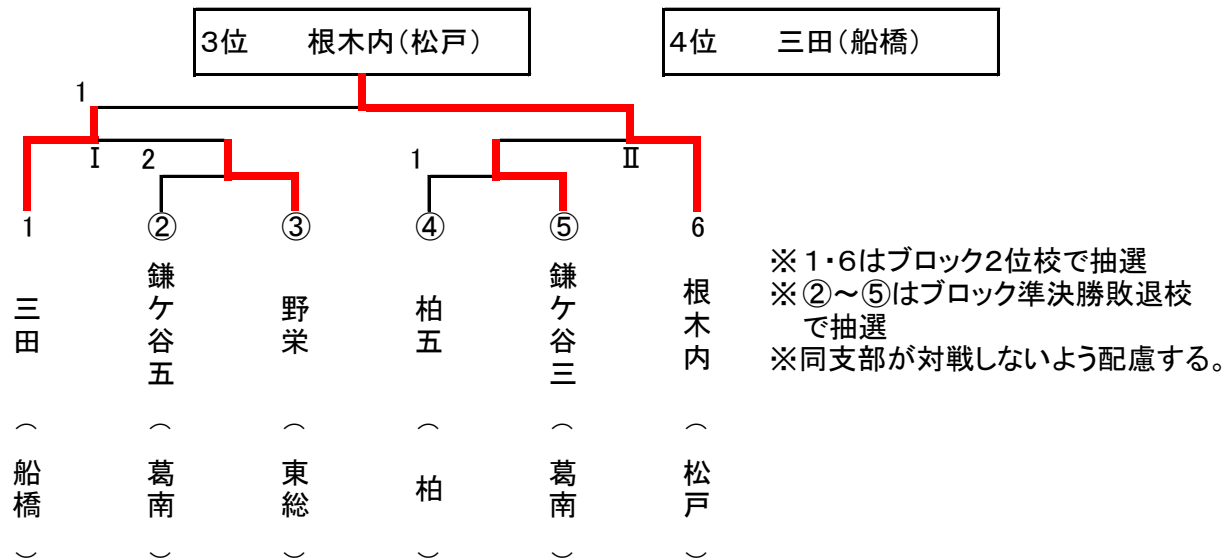 3位 根木内(松戸)
4位 三田(船橋)
1
Ⅰ
2
1
Ⅱ
1
②
③
④
⑤
6
三田(船橋)
鎌ケ谷五(葛南)
野栄(東総)
柏五(柏)
鎌ケ谷三(葛南)
根木内(松戸)
※1・6はブロック2位校で抽選
※②~⑤はブロック準決勝敗退校
で抽選
※同支部が対戦しないよう配慮する。